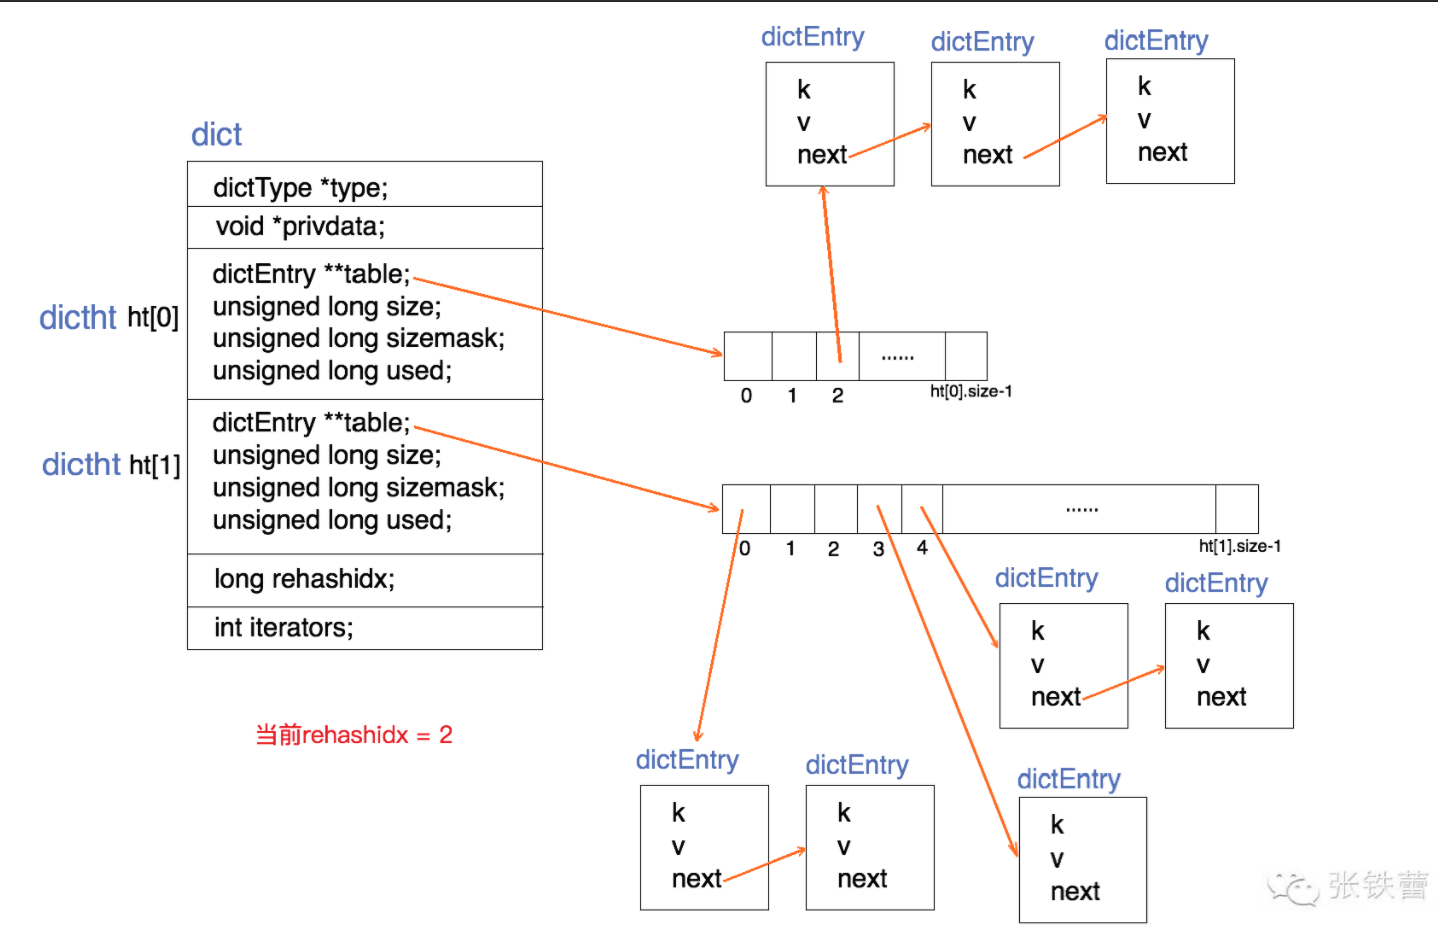 dict
dictType *type;
void *privdata;
dictht ht[0]
dictEntry **table;
unsigned long size;
unsigned long sizemask;
unsigned long used;
dictht ht[1]
dictEntry **table;
unsigned long size;
unsigned long sizemask;
unsigned long used;
long rehashidx;
int iterators;
当前rehashidx = 2
dictEntry
k
v
next
dictEntry
k
v
next
dictEntry
k
v
next
......
0 1 2 ht[0].size-1
......
0 1 2 3 4 ht[1].size-1
dictEntry
k
v
next
dictEntry
k
v
next
dictEntry
k
v
next
dictEntry
k
v
next
dictEntry
k
v
next
张铁蕾